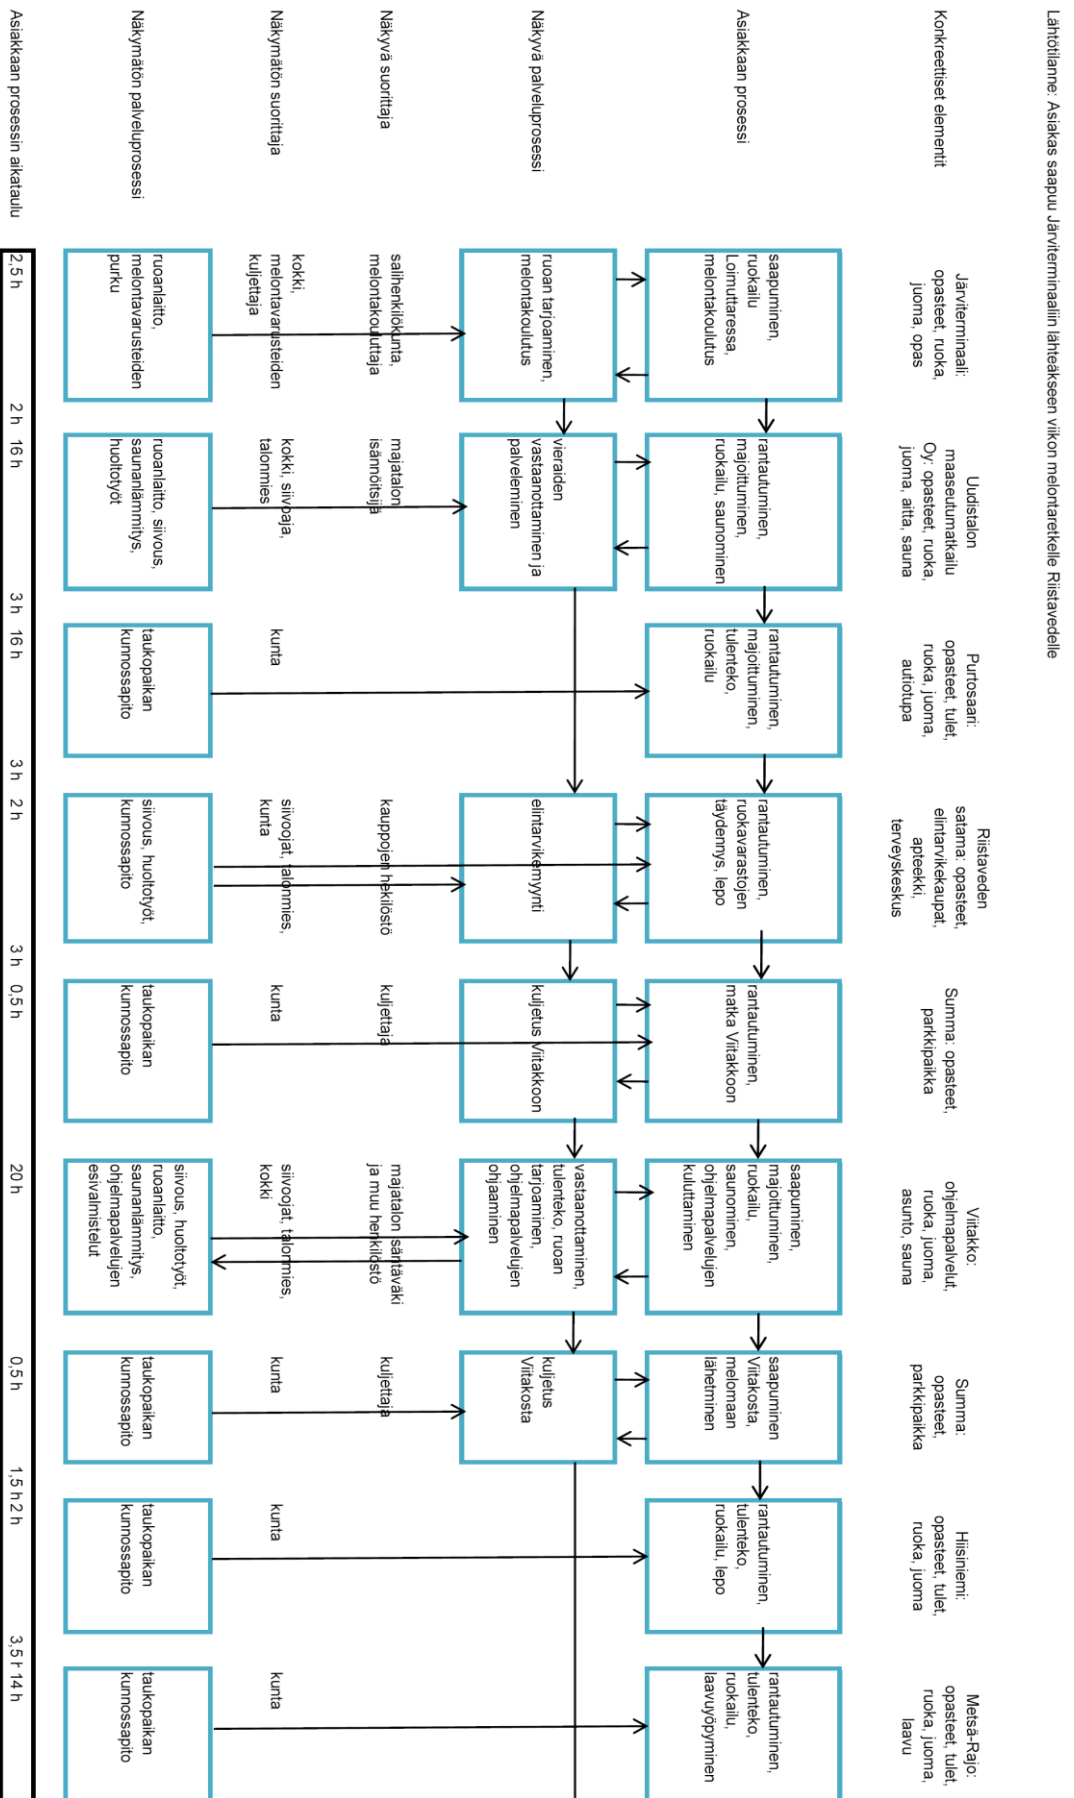 Lähtötilanne: Asiakas saapuu Järviterminaaliin lähteäkseen viikon melontaretkelle Riistavedelle
Konkreettiset elementit
Järviterminaali:
opasteet, ruoka,
juoma, opas
Uudistalon
maaseutumatkailu
Oy: opasteet, ruoka,
juoma, aitta, sauna
Purtosaari:
opasteet, tulet,
ruoka, juoma,
autiotupa
Riistaveden
satama: opasteet,
elintarvikekaupat,
apteekki,
terveyskeskus
Summa: opasteet,
parkkipaikka
Viitakko:
ohjelmapalvelut,
ruoka, juoma,
asunto, sauna
Summa:
opasteet,
parkkipaikka
Hiisiniemi:
opasteet, tulet,
ruoka, juoma
Metsä-Rajo:
opasteet, tulet,
ruoka, juoma,
laavu
Asiakkaan prosessi
saapuminen,
ruokailu
Loimuttaressa,
melontakoulutus
rantautuminen,
majoittuminen,
ruokailu, saunominen
rantautuminen,
majoittuminen,
tulenteko,
ruokailu
rantautuminen,
ruokavarastojen
täydennys, lepo
rantautuminen,
matka Viitakkoon
saapuminen,
majoittuminen,
ruokailu,
saunominen,
ohjelmapalvelujen
kuluttaminen
saapuminen
Viitakosta,
melomaan
lähetminen
rantautuminen,
tulenteko,
ruokailu, lepo
rantautuminen,
tulenteko,
ruokailu,
laavuyöpyminen
Näkyvä palveluprosessi
ruoan tarjoaminen,
melontakoulutus
vieraiden
vastaanottaminen ja
palveleminen
elintarvikemyynti
kuljetus Viitakkoon
vastaanottaminen,
tulenteko, ruoan
tarjoaminen,
ohjelmapalvelujen
ohjaaminen
kuljetus
Viitakosta
Näkyvä suorittaja
salihenkilökunta,
melontakouluttaja
majatalon
isännöitsijä
kauppojen hekilöstö
kuljettaja
majatalon säntäväki
ja muu henkilöstö
kuljettaja
Näkymätön suorittaja
kokki,
melontavarusteiden
kuljettaja
kokki, siivoaja,
talonmies
kunta
siivoojat, talonmies,
kunta
kunta
siivoojat, talonmies,
kokki
kunta
kunta
kunta
Näkymätön palveluprosessi
ruoanlaitto,
melontavarusteiden
purku
ruoanlaitto, siivous,
saunanlämmitys,
huoltotyöt
taukopaikan
kunnossapito
siivous, huoltotyöt,
kunnossapito
taukopaikan
kunnossapito
siivous, huoltotyöt,
ruoanlaitto,
saunanlämmitys,
ohjelmapalvelujen
esivalmistelut
taukopaikan
kunnossapito
taukopaikan
kunnossapito
taukopaikan
kunnossapito
Asiakkaan prosessin aikataulu
2,5 h 2 h 16 h 3 h 16 h 3 h 2 h 3 h 0,5 h 20 h 0,5 h 1,5 h 2 h 3,5 h 14 h